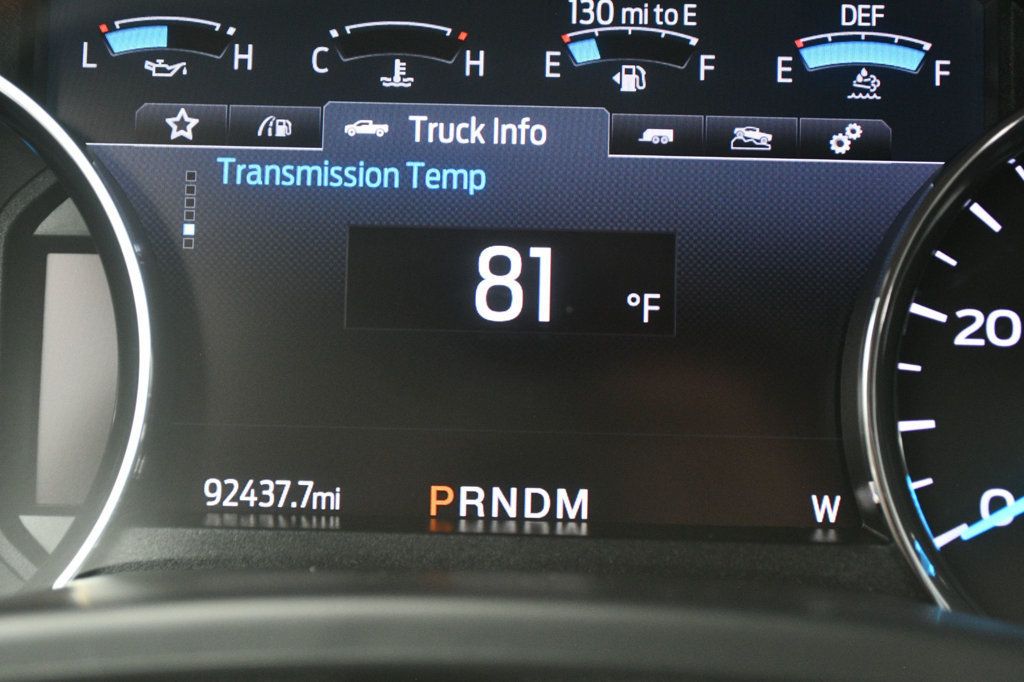 130 mi to E
DEF
L H
C H
E F
E F
Truck Info
Transmission Temp
81 °F
20
0
92437.7mi
PRNDM
W